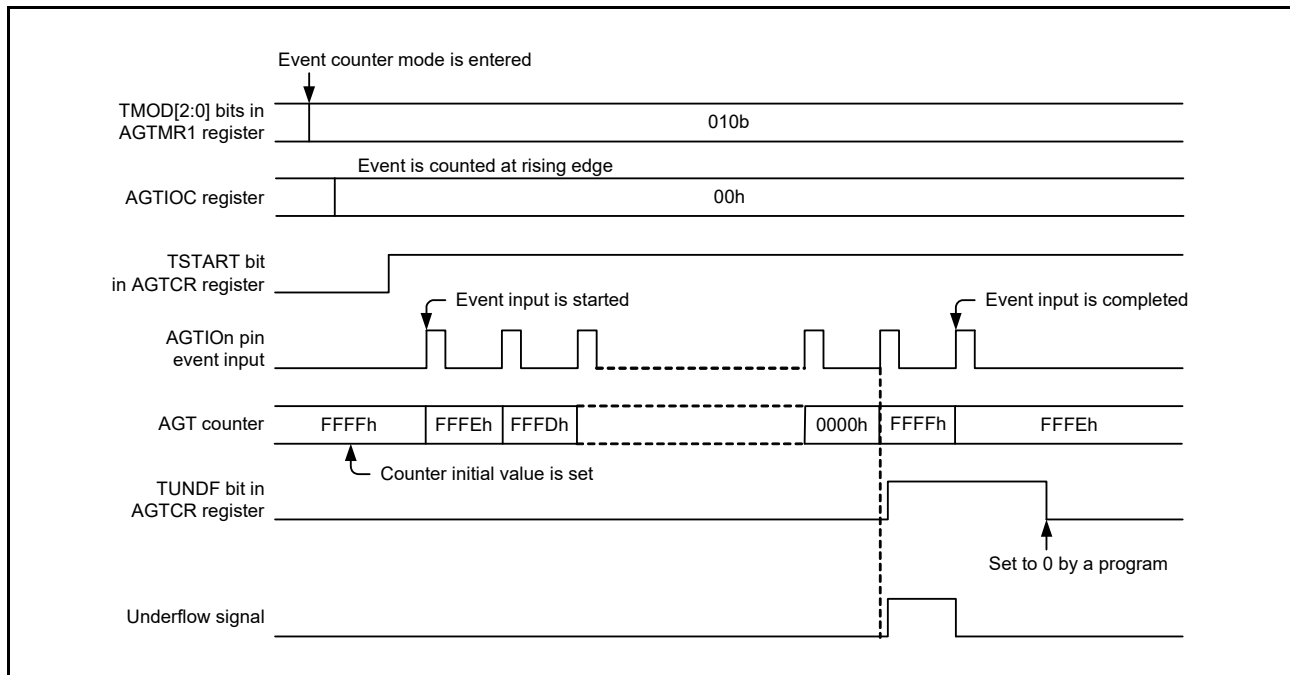 Event counter mode is entered
TMOD[2:0] bits in
AGTMR1 register
010b
Event is counted at rising edge
AGTIOC register
00h
TSTART bit
in AGTCR register
Event input is started
Event input is completed
AGTIOn pin
event input
AGT counter
FFFFh
FFFEh
FFFDh
0000h
FFFFh
FFFEh
Counter initial value is set
TUNDF bit in
AGTCR register
Set to 0 by a program
Underflow signal